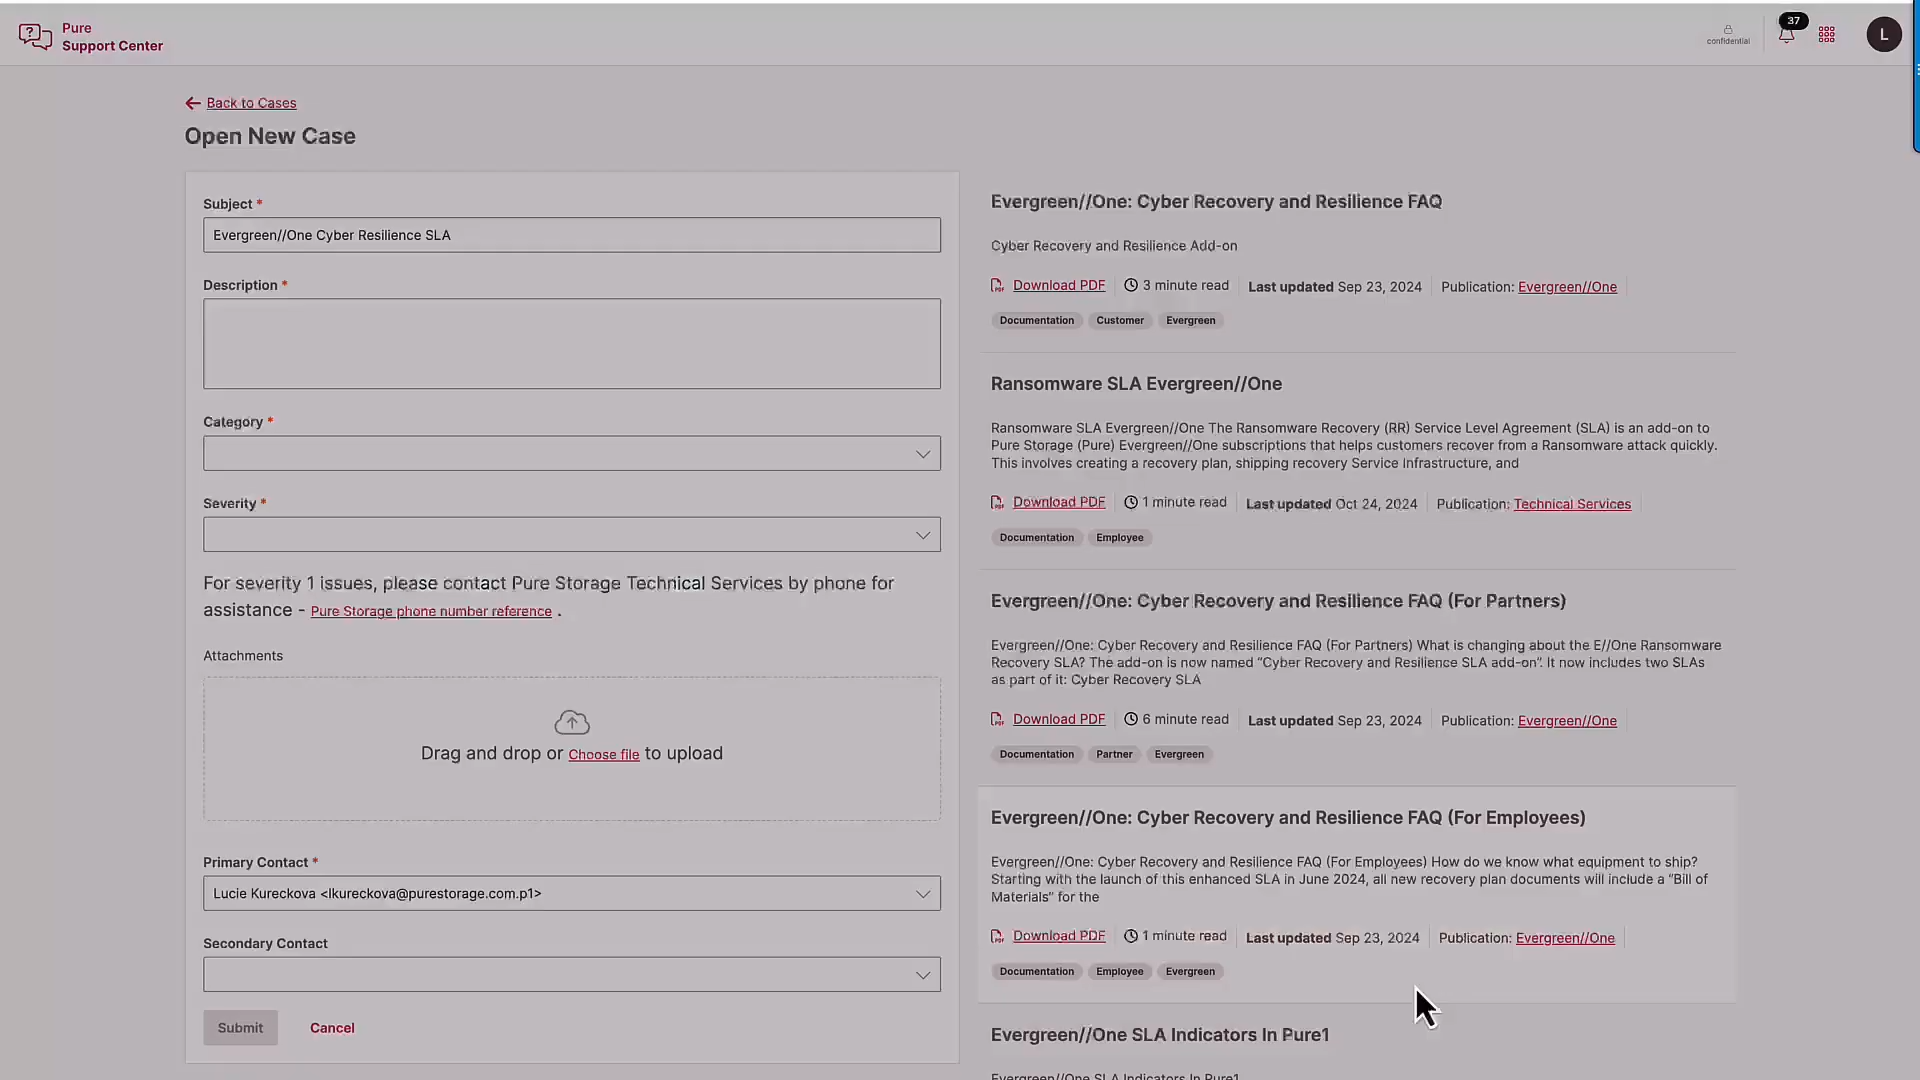 Pure
Support Center
confidential
37
L
Back to Cases
Open New Case
Subject *
Evergreen//One Cyber Resilience SLA
Description *
Category *
Severity *
For severity 1 issues, please contact Pure Storage Technical Services by phone for
assistance - Pure Storage phone number reference .
Attachments
Drag and drop or Choose file to upload
Primary Contact *
Lucie Kureckova <lkureckova@purestorage.com.p1>
Secondary Contact
Submit
Cancel
Evergreen//One: Cyber Recovery and Resilience FAQ
Cyber Recovery and Resilience Add-on
Download PDF 3 minute read Last updated Sep 23, 2024 Publication: Evergreen//One
Documentation Customer Evergreen
Ransomware SLA Evergreen//One
Ransomware SLA Evergreen//One The Ransomware Recovery (RR) Service Level Agreement (SLA) is an add-on to
Pure Storage (Pure) Evergreen//One subscriptions that helps customers recover from a Ransomware attack quickly.
This involves creating a recovery plan, shipping recovery Service Infrastructure, and
Download PDF 1 minute read Last updated Oct 24, 2024 Publication: Technical Services
Documentation Employee
Evergreen//One: Cyber Recovery and Resilience FAQ (For Partners)
Evergreen//One: Cyber Recovery and Resilience FAQ (For Partners) What is changing about the E//One Ransomware
Recovery SLA? The add-on is now named “Cyber Recovery and Resilience SLA add-on”. It now includes two SLAs
as part of it: Cyber Recovery SLA
Download PDF 6 minute read Last updated Sep 23, 2024 Publication: Evergreen//One
Documentation Partner Evergreen
Evergreen//One: Cyber Recovery and Resilience FAQ (For Employees)
Evergreen//One: Cyber Recovery and Resilience FAQ (For Employees) How do we know what equipment to ship?
Starting with the launch of this enhanced SLA in June 2024, all new recovery plan documents will include a “Bill of
Materials” for the
Download PDF 1 minute read Last updated Sep 23, 2024 Publication: Evergreen//One
Documentation Employee Evergreen
Evergreen//One SLA Indicators In Pure1
Evergreen//One SLA Indicators In Pure1